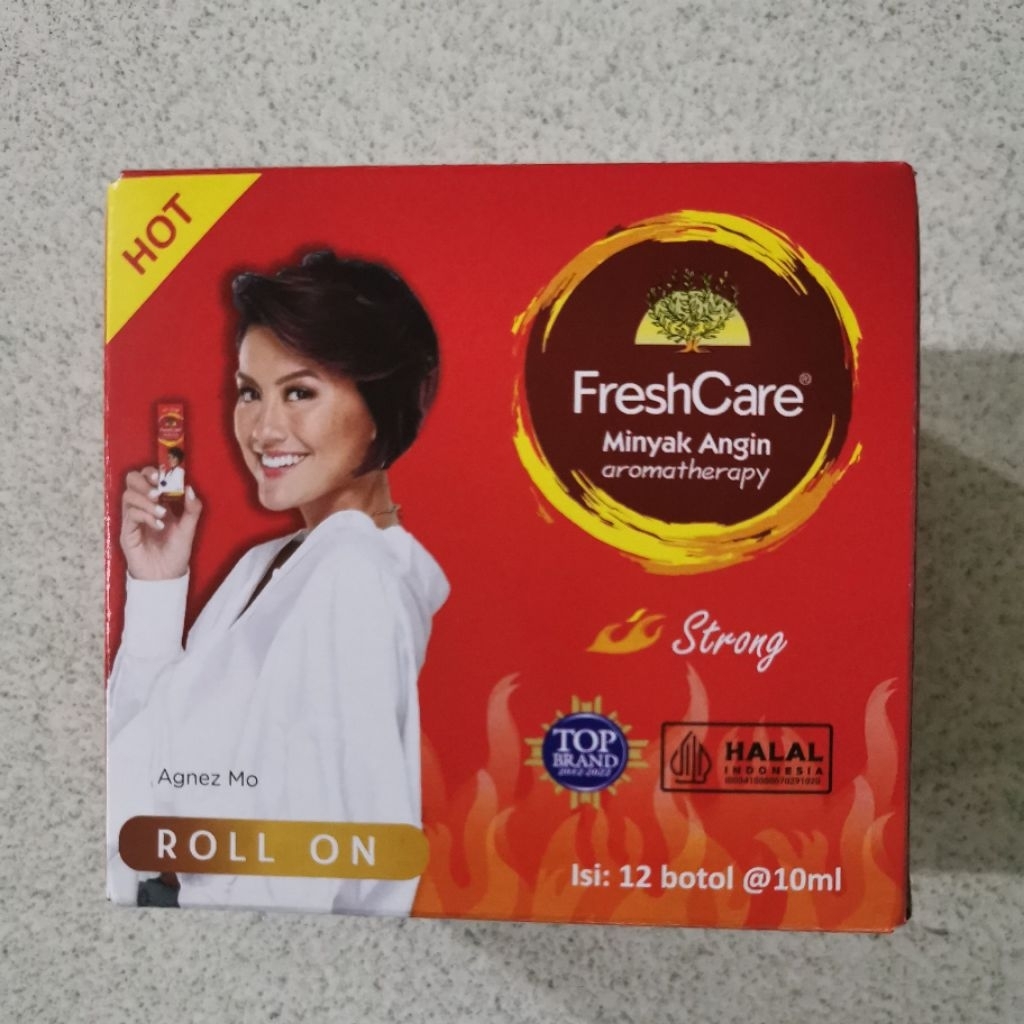 HOT
FreshCare®
Minyak Angin
aromatherapy
Strong
TOP
BRAND
HALAL
INDONESIA
Agnez Mo
ROLL ON
Isi: 12 botol @10ml